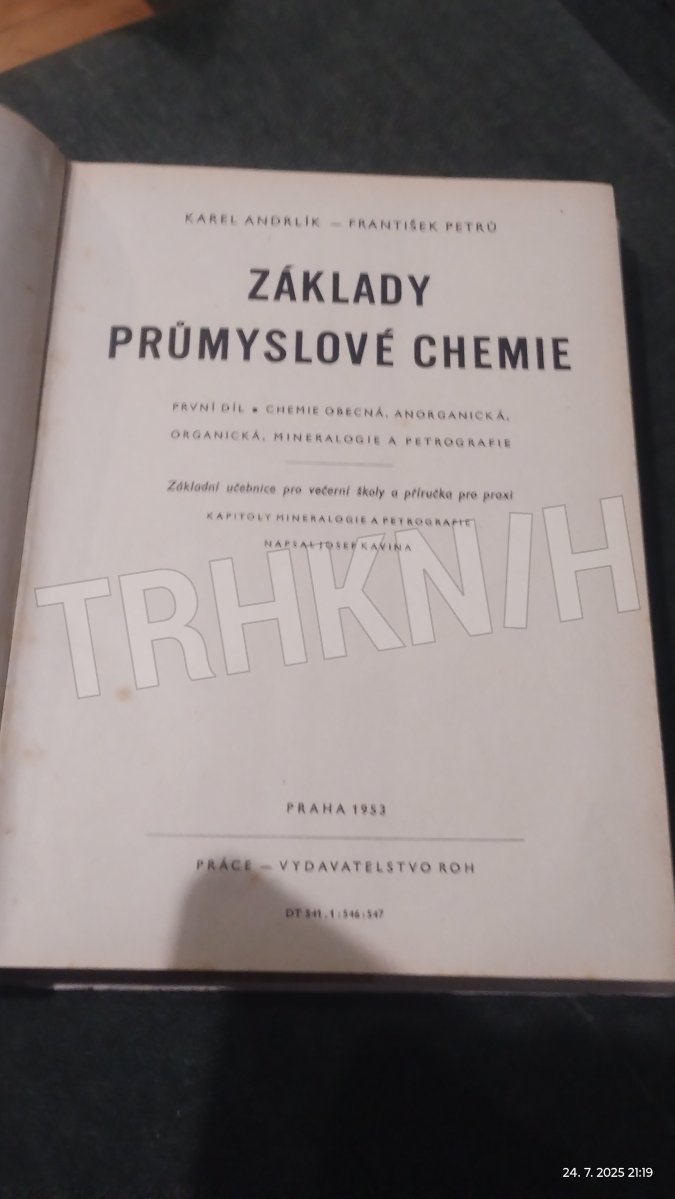 KAREL ANDRLÍK — FRANTIŠEK PETRŮ
ZÁKLADY
PRŮMYSLOVÉ CHEMIE
PRVNÍ DÍL • CHEMIE OBECNÁ, ANORGANICKÁ,
ORGANICKÁ, MINERALOGIE A PETROGRAFIE
Základní učebnice pro večerní školy a příručka pro praxi
KAPITOLY MINERALOGIE A PETROGRAFIE
NAPSAL JOSEF KAVINA
TRHKNIH
PRAHA 1953
PRÁCE — VYDAVATELSTVO ROH
DT 541.1:546:547
24. 7. 2025 21:19